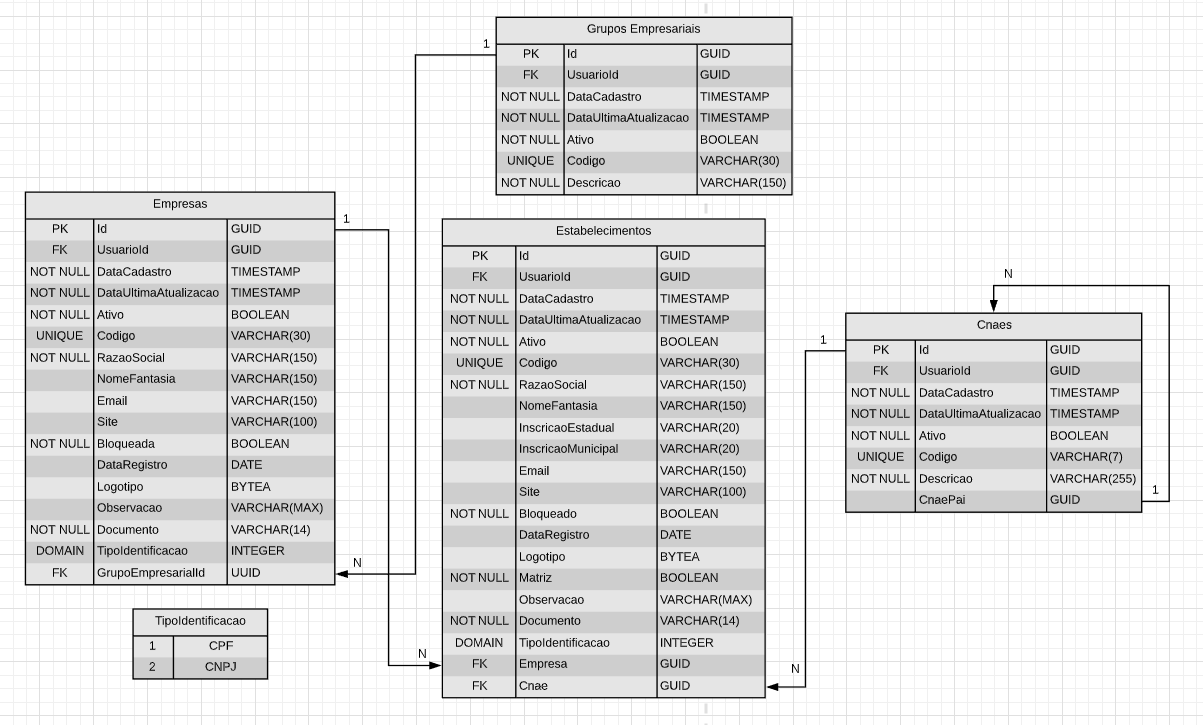 Grupos Empresariais
1
PK Id GUID
FK UsuarioId GUID
NOT NULL DataCadastro TIMESTAMP
NOT NULL DataUltimaAtualizacao TIMESTAMP
NOT NULL Ativo BOOLEAN
UNIQUE Codigo VARCHAR(30)
NOT NULL Descricao VARCHAR(150)
Empresas
1
PK Id GUID
FK UsuarioId GUID
NOT NULL DataCadastro TIMESTAMP
NOT NULL DataUltimaAtualizacao TIMESTAMP
NOT NULL Ativo BOOLEAN
UNIQUE Codigo VARCHAR(30)
NOT NULL RazaoSocial VARCHAR(150)
NomeFantasia VARCHAR(150)
Email VARCHAR(150)
Site VARCHAR(100)
NOT NULL Bloqueada BOOLEAN
DataRegistro DATE
Logotipo BYTEA
Observacao VARCHAR(MAX)
NOT NULL Documento VARCHAR(14)
DOMAIN TipoIdentificacao INTEGER
FK GrupoEmpresarialId UUID
N
TipoIdentificacao
1 CPF
2 CNPJ
Estabelecimentos
PK Id GUID
FK UsuarioId GUID
NOT NULL DataCadastro TIMESTAMP
NOT NULL DataUltimaAtualizacao TIMESTAMP
NOT NULL Ativo BOOLEAN
UNIQUE Codigo VARCHAR(30)
NOT NULL RazaoSocial VARCHAR(150)
NomeFantasia VARCHAR(150)
InscricaoEstadual VARCHAR(20)
InscricaoMunicipal VARCHAR(20)
Email VARCHAR(150)
Site VARCHAR(100)
NOT NULL Bloqueado BOOLEAN
DataRegistro DATE
Logotipo BYTEA
NOT NULL Matriz BOOLEAN
Observacao VARCHAR(MAX)
NOT NULL Documento VARCHAR(14)
DOMAIN TipoIdentificacao INTEGER
N
FK Empresa GUID
FK Cnae GUID
N
N
Cnaes
1
PK Id GUID
FK UsuarioId GUID
NOT NULL DataCadastro TIMESTAMP
NOT NULL DataUltimaAtualizacao TIMESTAMP
NOT NULL Ativo BOOLEAN
UNIQUE Codigo VARCHAR(7)
NOT NULL Descricao VARCHAR(255)
CnaePai GUID
1